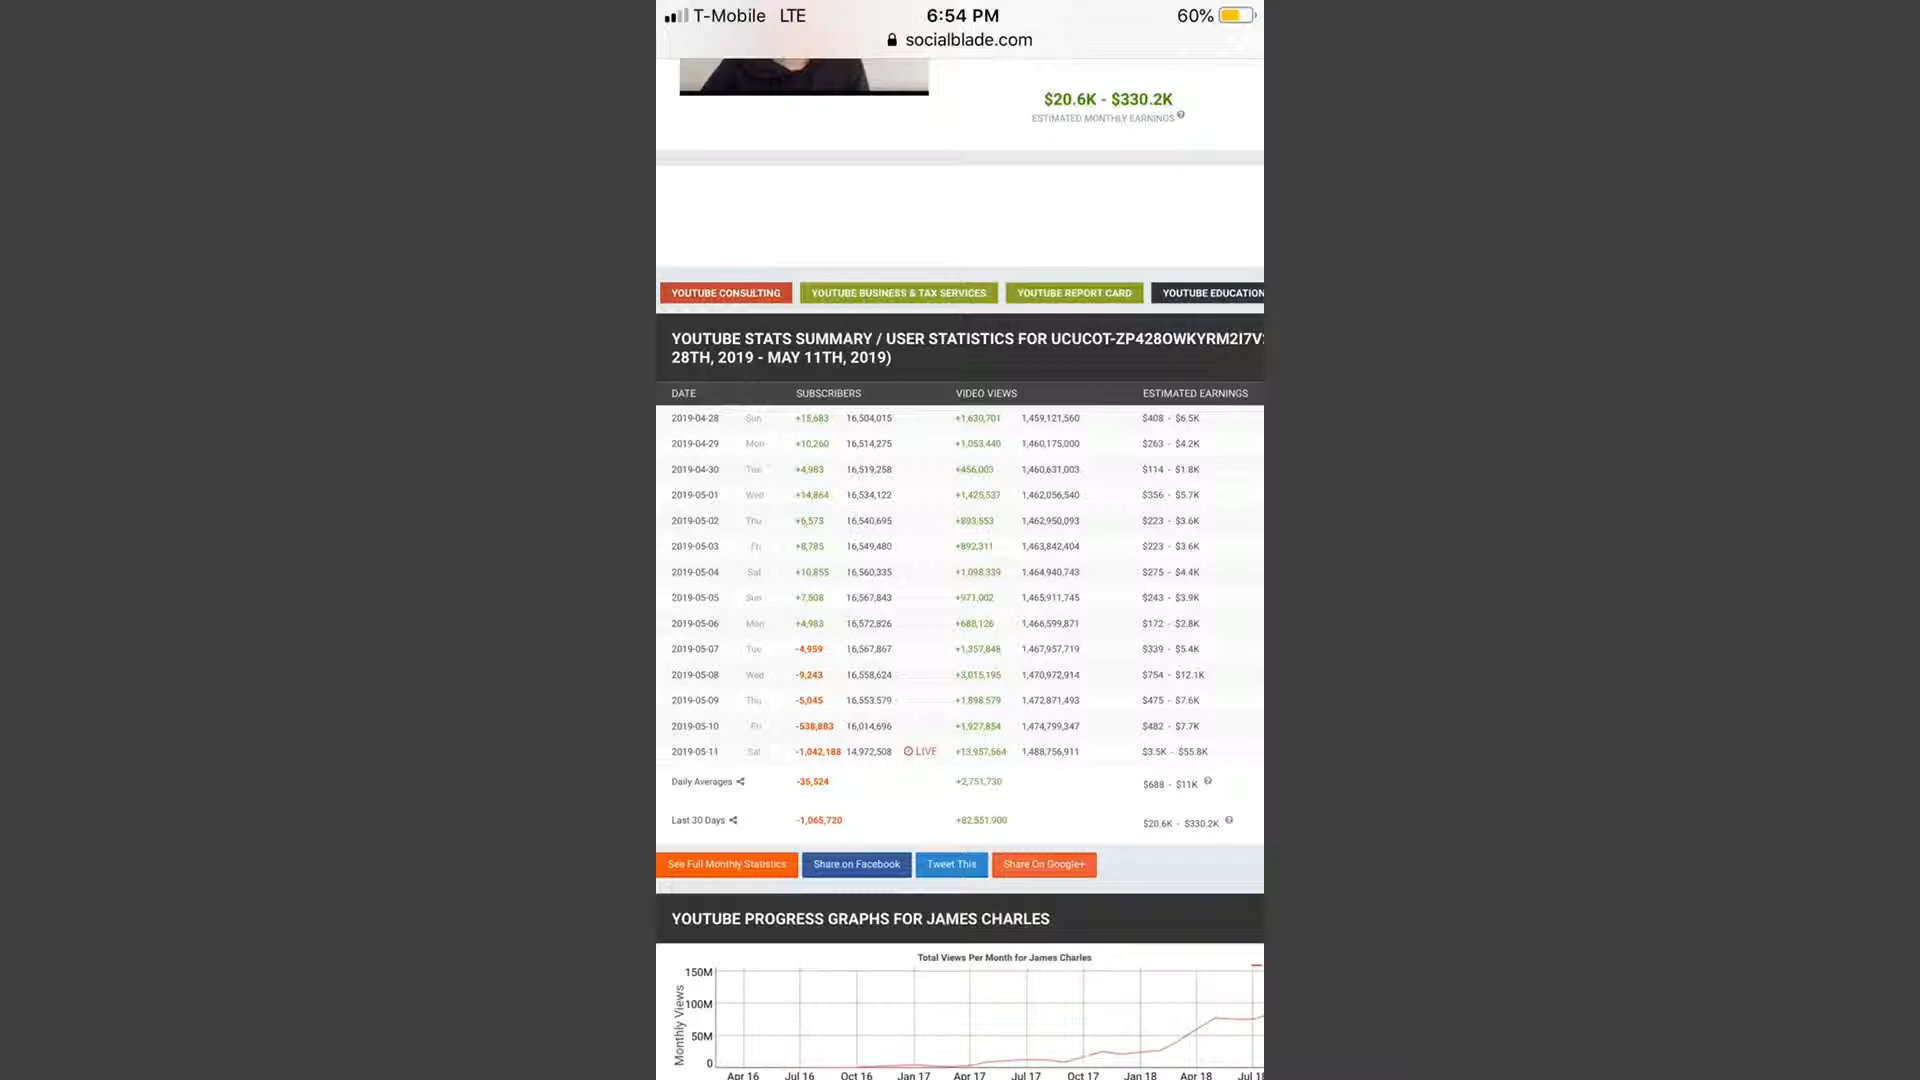 T-Mobile LTE 6:54 PM 60%
socialblade.com
$20.6K - $330.2K
ESTIMATED MONTHLY EARNINGS
YOUTUBE CONSULTING YOUTUBE BUSINESS & TAX SERVICES YOUTUBE REPORT CARD YOUTUBE EDUCATION
YOUTUBE STATS SUMMARY / USER STATISTICS FOR UCUCOT-ZP428OWKYRM2I7V
28TH, 2019 - MAY 11TH, 2019)
DATE SUBSCRIBERS VIDEO VIEWS ESTIMATED EARNINGS
2019-04-28 Sun +15,683 16,504,015 +1,630,701 1,459,121,560 $408 - $6.5K
2019-04-29 Mon +10,260 16,514,275 +1,053,440 1,460,175,000 $263 - $4.2K
2019-04-30 Tue +4,983 16,519,258 +456,003 1,460,631,003 $114 - $1.8K
2019-05-01 Wed +14,864 16,534,122 +1,425,537 1,462,056,540 $356 - $5.7K
2019-05-02 Thu +6,573 16,540,695 +893,553 1,462,950,093 $223 - $3.6K
2019-05-03 Fri +8,785 16,549,480 +892,311 1,463,842,404 $223 - $3.6K
2019-05-04 Sat +10,855 16,560,335 +1,098,339 1,464,940,743 $275 - $4.4K
2019-05-05 Sun +7,508 16,567,843 +971,002 1,465,911,745 $243 - $3.9K
2019-05-06 Mon +4,983 16,572,826 +688,126 1,466,599,871 $172 - $2.8K
2019-05-07 Tue -4,959 16,567,867 +1,357,848 1,467,957,719 $339 - $5.4K
2019-05-08 Wed -9,243 16,558,624 +3,015,195 1,470,972,914 $754 - $12.1K
2019-05-09 Thu -5,045 16,553,579 +1,898,579 1,472,871,493 $475 - $7.6K
2019-05-10 Fri -538,883 16,014,696 +1,927,854 1,474,799,347 $482 - $7.7K
2019-05-11 Sat -1,042,188 14,972,508 LIVE +13,957,564 1,488,756,911 $3.5K - $55.8K
Daily Averages -35,524 +2,751,730 $688 - $11K
Last 30 Days -1,065,720 +82,551,900 $20.6K - $330.2K
See Full Monthly Statistics Share on Facebook Tweet This Share On Google+
YOUTUBE PROGRESS GRAPHS FOR JAMES CHARLES
Total Views Per Month for James Charles
Monthly Views
150M
100M
50M
0
Apr 16 Jul 16 Oct 16 Jan 17 Apr 17 Jul 17 Oct 17 Jan 18 Apr 18 Jul 18